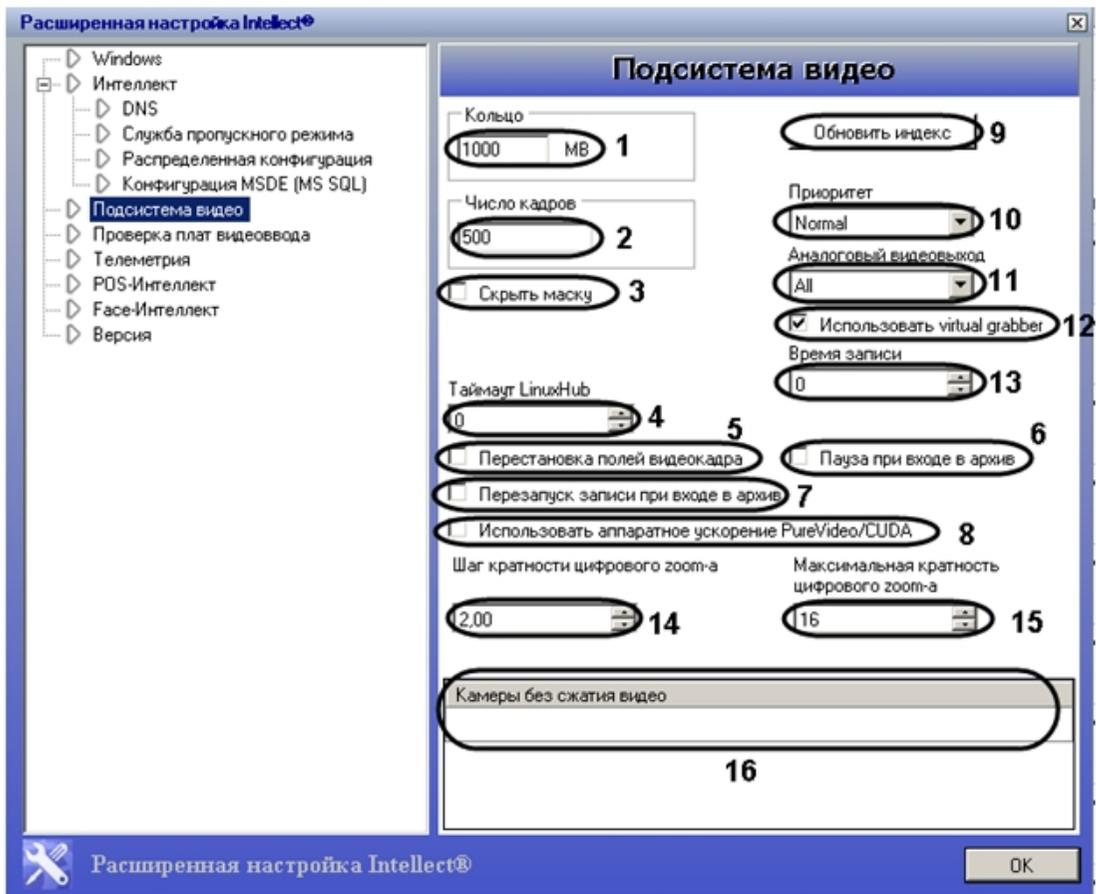 Расширенная настройка Intellect®
Windows
Интеллект
DNS
Служба пропускного режима
Распределенная конфигурация
Конфигурация MSDE (MS SQL)
Подсистема видео
Проверка плат видеоввода
Телеметрия
POS-Интеллект
Face-Интеллект
Версия
Подсистема видео
Кольцо
1000 MB 1
Обновить индекс 9
Число кадров
500 2
Приоритет
Normal 10
Аналоговый видеовыход
All 11
Скрыть маску 3
Использовать virtual grabber 12
Время записи
0 13
Таймаут LinuxHub
0 4
Перестановка полей видеокадра 5
Пауза при входе в архив 6
Перезапуск записи при входе в архив 7
Использовать аппаратное ускорение PureVideo/CUDA 8
Шаг кратности цифрового zoom-а
2,00 14
Максимальная кратность
цифрового zoom-а
16 15
Камеры без сжатия видео
16
Расширенная настройка Intellect®
OK